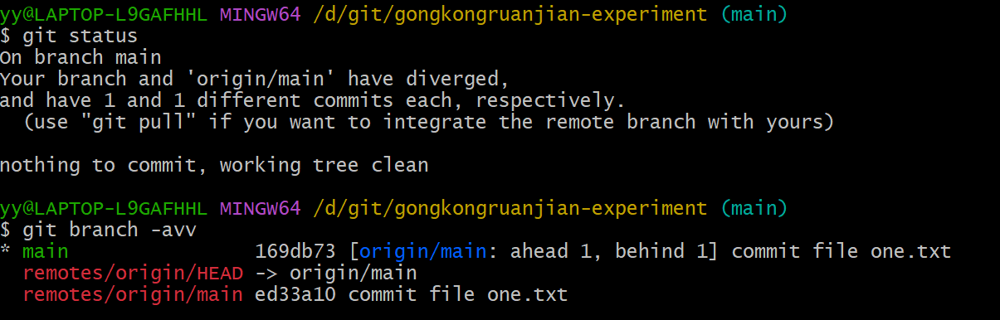 yy@LAPTOP-L9GAFHHL MINGW64 /d/git/gongkongruanjian-experiment (main)
$ git status
On branch main
Your branch and 'origin/main' have diverged,
and have 1 and 1 different commits each, respectively.
  (use "git pull" if you want to integrate the remote branch with yours)
nothing to commit, working tree clean
yy@LAPTOP-L9GAFHHL MINGW64 /d/git/gongkongruanjian-experiment (main)
$ git branch -avv
* main                169db73 [origin/main: ahead 1, behind 1] commit file one.txt
  remotes/origin/HEAD -> origin/main
  remotes/origin/main ed33a10 commit file one.txt